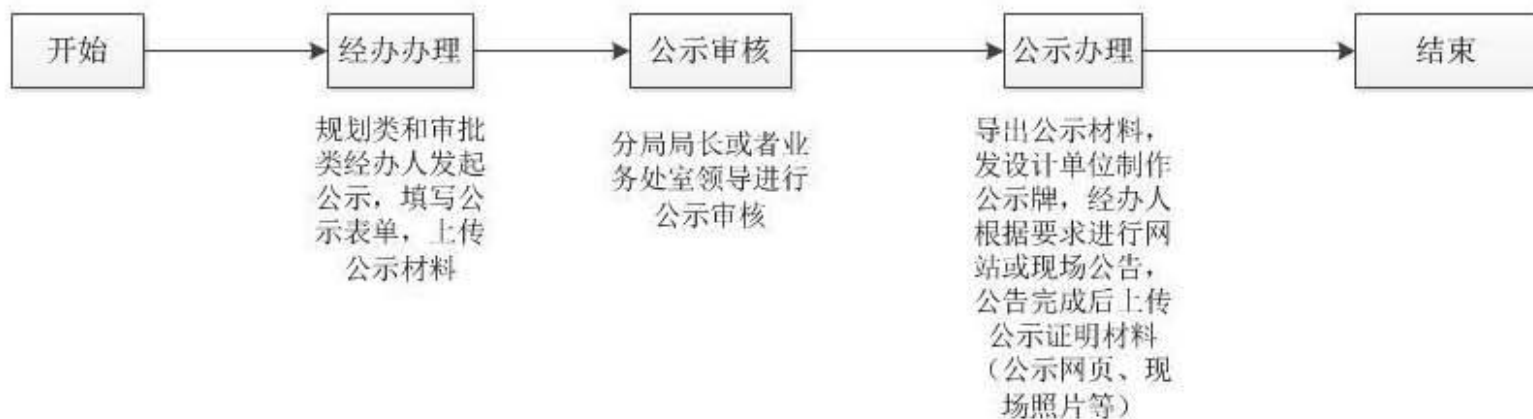 开始
经办办理
公示审核
公示办理
结束
规划类和审批
类经办人发起
公示，填写公
示表单，上传
公示材料
分局局长或者业
务处室领导进行
公示审核
导出公示材料，
发设计单位制作
公示牌，经办人
根据要求进行网
站或现场公告，
公告完成后上传
公示证明材料
（公示网页、现
场照片等）